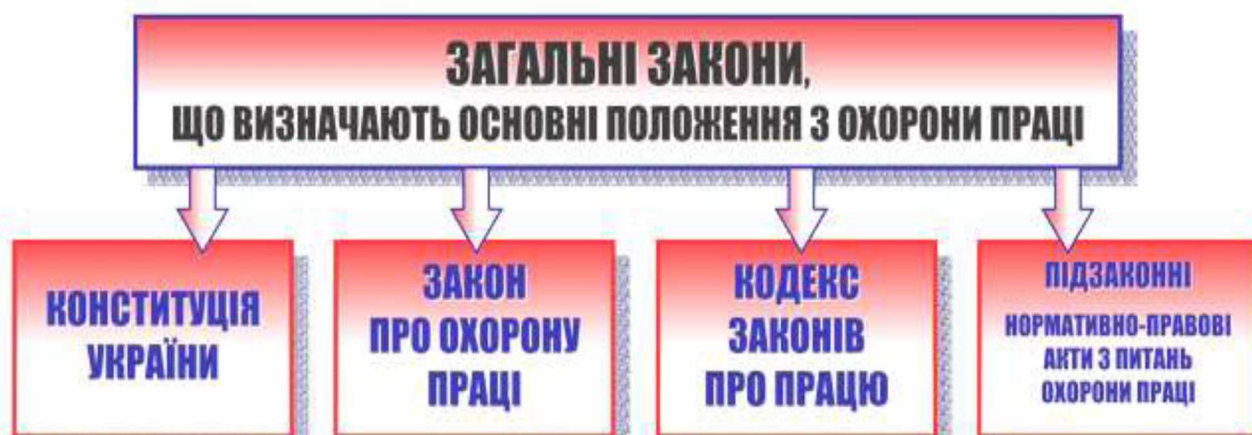 ЗАГАЛЬНІ ЗАКОНИ,
ЩО ВИЗНАЧАЮТЬ ОСНОВНІ ПОЛОЖЕННЯ З ОХОРОНИ ПРАЦІ
КОНСТИТУЦІЯ
УКРАЇНИ
ЗАКОН
ПРО ОХОРОНУ
ПРАЦІ
КОДЕКС
ЗАКОНІВ
ПРО ПРАЦЮ
ПІДЗАКОННІ
НОРМАТИВНО-ПРАВОВІ
АКТИ З ПИТАНЬ
ОХОРОНИ ПРАЦІ